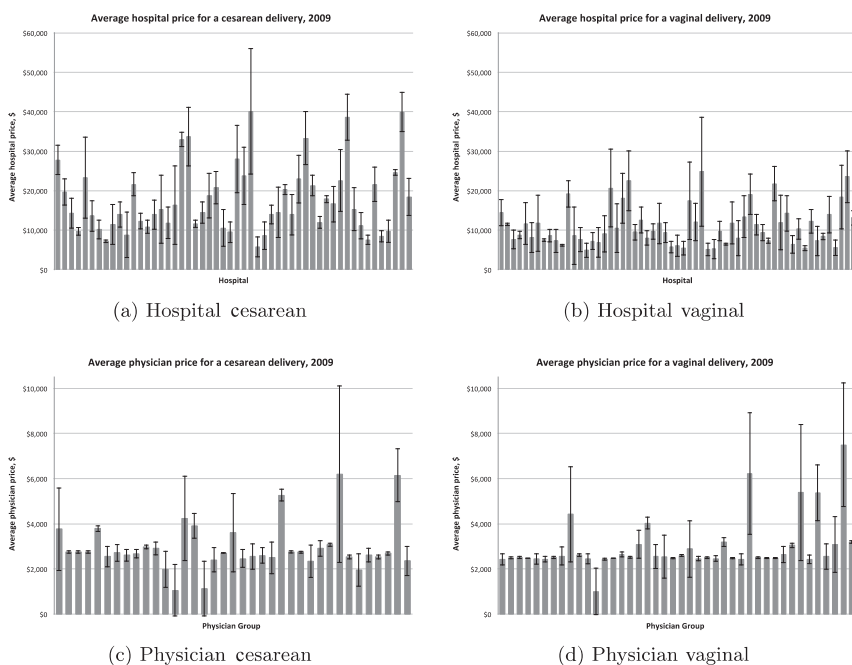 Average hospital price for a cesarean delivery, 2009
$60,000
$50,000
$40,000
$30,000
$20,000
$10,000
$0
Average hospital price, $
Hospital
(a) Hospital cesarean
Average hospital price for a vaginal delivery, 2009
$60,000
$50,000
$40,000
$30,000
$20,000
$10,000
$0
Average hospital price, $
Hospital
(b) Hospital vaginal
Average physician price for a cesarean delivery, 2009
$10,000
$8,000
$6,000
$4,000
$2,000
$0
Average physician price, $
Physician Group
(c) Physician cesarean
Average physician price for a vaginal delivery, 2009
$10,000
$8,000
$6,000
$4,000
$2,000
$0
Average physician price, $
Physician Group
(d) Physician vaginal